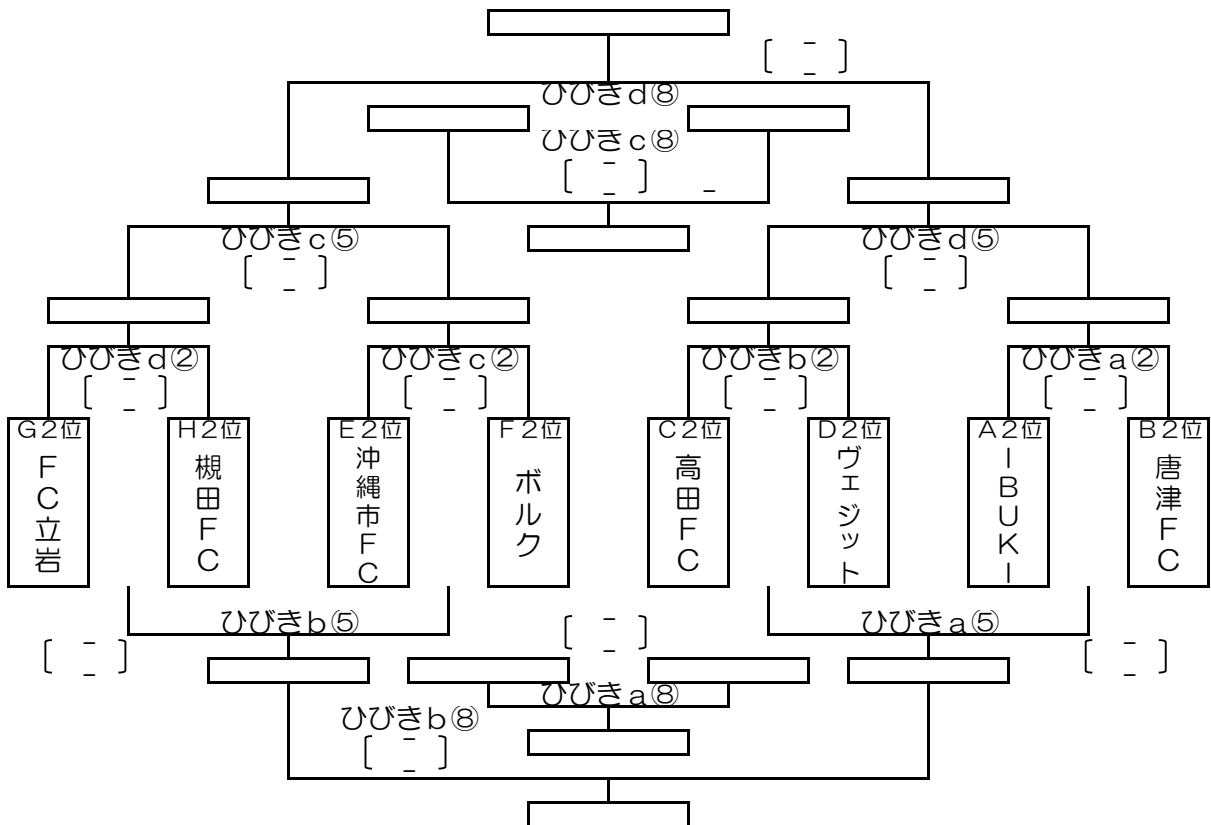 [ - - ]
ひびきd⑧
ひびきc⑧
[ - - ] -
ひびきc⑤ ひびきd⑤
[ - - ] [ - - ]
ひびきd② ひびきc② ひびきb② ひびきa②
[ - - ] [ - - ] [ - - ] [ - - ]
G2位 H2位 E2位 F2位 C2位 D2位 A2位 B2位
FC立岩
槻田FC
沖縄市FC
ボルク
高田FC
ヴェジット
IBUKI
唐津FC
ひびきb⑤ [ - - ] ひびきa⑤
[ - - ] [ - - ]
ひびきa⑧
ひびきb⑧
[ - - ]